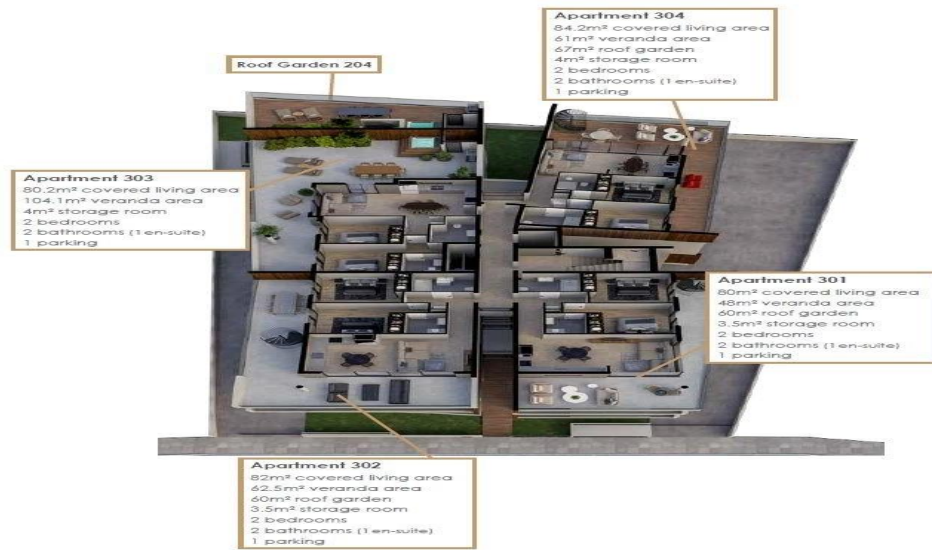 Apartment 304
84.2m² covered living area
61m² veranda area
67m² roof garden
4m² storage room
2 bedrooms
2 bathrooms (1 en-suite)
1 parking
Roof Garden 204
Apartment 303
80.2m² covered living area
104.1m² veranda area
4m² storage room
2 bedrooms
2 bathrooms (1 en-suite)
1 parking
Apartment 301
80m² covered living area
48m² veranda area
60m² roof garden
3.5m² storage room
2 bedrooms
2 bathrooms (1 en-suite)
1 parking
Apartment 302
82m² covered living area
62.5m² veranda area
60m² roof garden
3.5m² storage room
2 bedrooms
2 bathrooms (1 en-suite)
1 parking